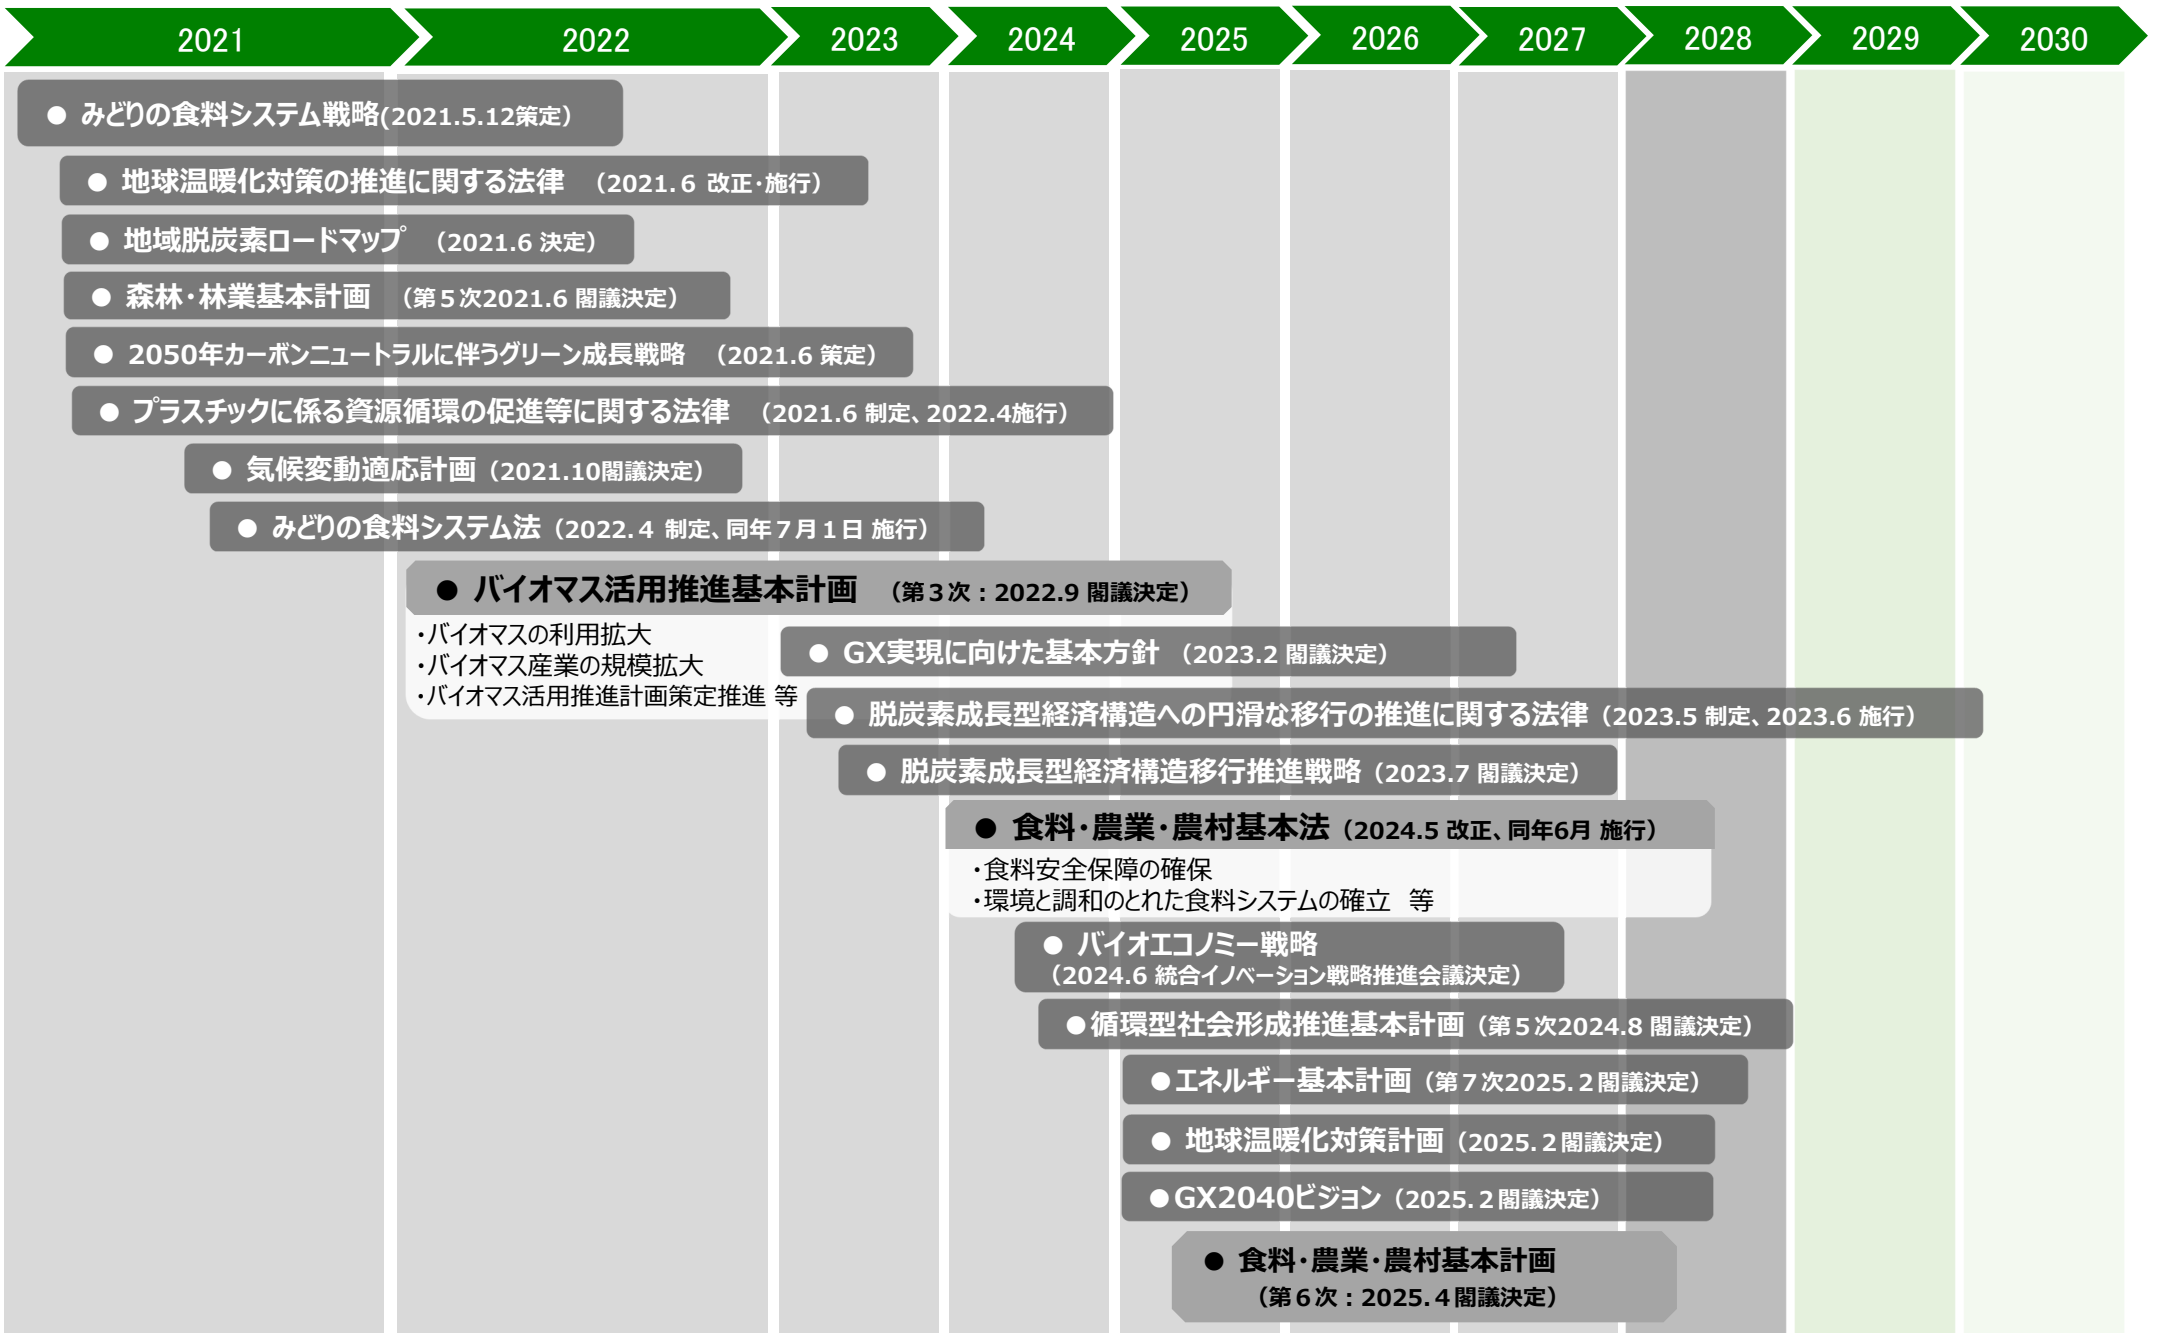 2021 2022 2023 2024 2025 2026 2027 2028 2029 2030
● みどりの食料システム戦略(2021.5.12策定)
● 地球温暖化対策の推進に関する法律 （2021.６ 改正・施行）
● 地域脱炭素ロードマップ （2021.6 決定）
● 森林・林業基本計画 （第５次2021.6 閣議決定）
● 2050年カーボンニュートラルに伴うグリーン成長戦略 （2021.6 策定）
● プラスチックに係る資源循環の促進等に関する法律 （2021.6 制定、2022.4施行）
● 気候変動適応計画（2021.10閣議決定）
● みどりの食料システム法（2022.４ 制定、同年７月１日 施行）
● バイオマス活用推進基本計画 （第３次：2022.9 閣議決定）
・バイオマスの利用拡大
・バイオマス産業の規模拡大
・バイオマス活用推進計画策定推進 等
● GX実現に向けた基本方針 （2023.2 閣議決定）
● 脱炭素成長型経済構造への円滑な移行の推進に関する法律（2023.5 制定、2023.6 施行）
● 脱炭素成長型経済構造移行推進戦略（2023.7 閣議決定）
● 食料・農業・農村基本法（2024.5 改正、同年6月 施行）
・食料安全保障の確保
・環境と調和のとれた食料システムの確立 等
● バイオエコノミー戦略
（2024.6 統合イノベーション戦略推進会議決定）
●循環型社会形成推進基本計画（第５次2024.8 閣議決定）
●エネルギー基本計画（第７次2025.２閣議決定）
● 地球温暖化対策計画（2025.２閣議決定）
●GX2040ビジョン（2025.２閣議決定）
● 食料・農業・農村基本計画
（第６次：2025.４閣議決定）